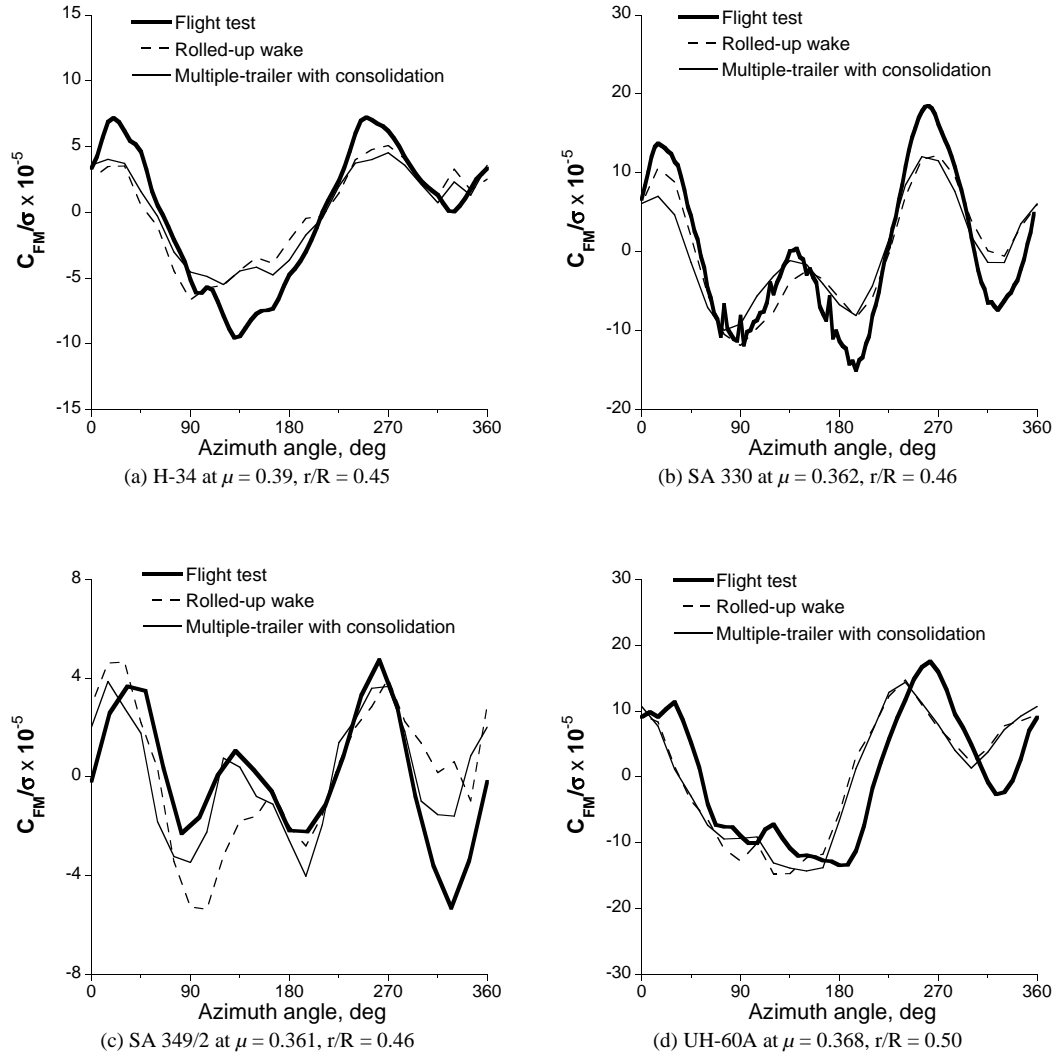 15
10
5
0
-5
-10
-15
C_FM/σ x 10^-5
Flight test
Rolled-up wake
Multiple-trailer with consolidation
0 90 180 270 360
Azimuth angle, deg
(a) H-34 at μ = 0.39, r/R = 0.45
30
20
10
0
-10
-20
C_FM/σ x 10^-5
Flight test
Rolled-up wake
Multiple-trailer with consolidation
0 90 180 270 360
Azimuth angle, deg
(b) SA 330 at μ = 0.362, r/R = 0.46
8
4
0
-4
-8
C_FM/σ x 10^-5
Flight test
Rolled-up wake
Multiple-trailer with consolidation
0 90 180 270 360
Azimuth angle, deg
(c) SA 349/2 at μ = 0.361, r/R = 0.46
30
20
10
0
-10
-20
-30
C_FM/σ x 10^-5
Flight test
Rolled-up wake
Multiple-trailer with consolidation
0 90 180 270 360
Azimuth angle, deg
(d) UH-60A at μ = 0.368, r/R = 0.50